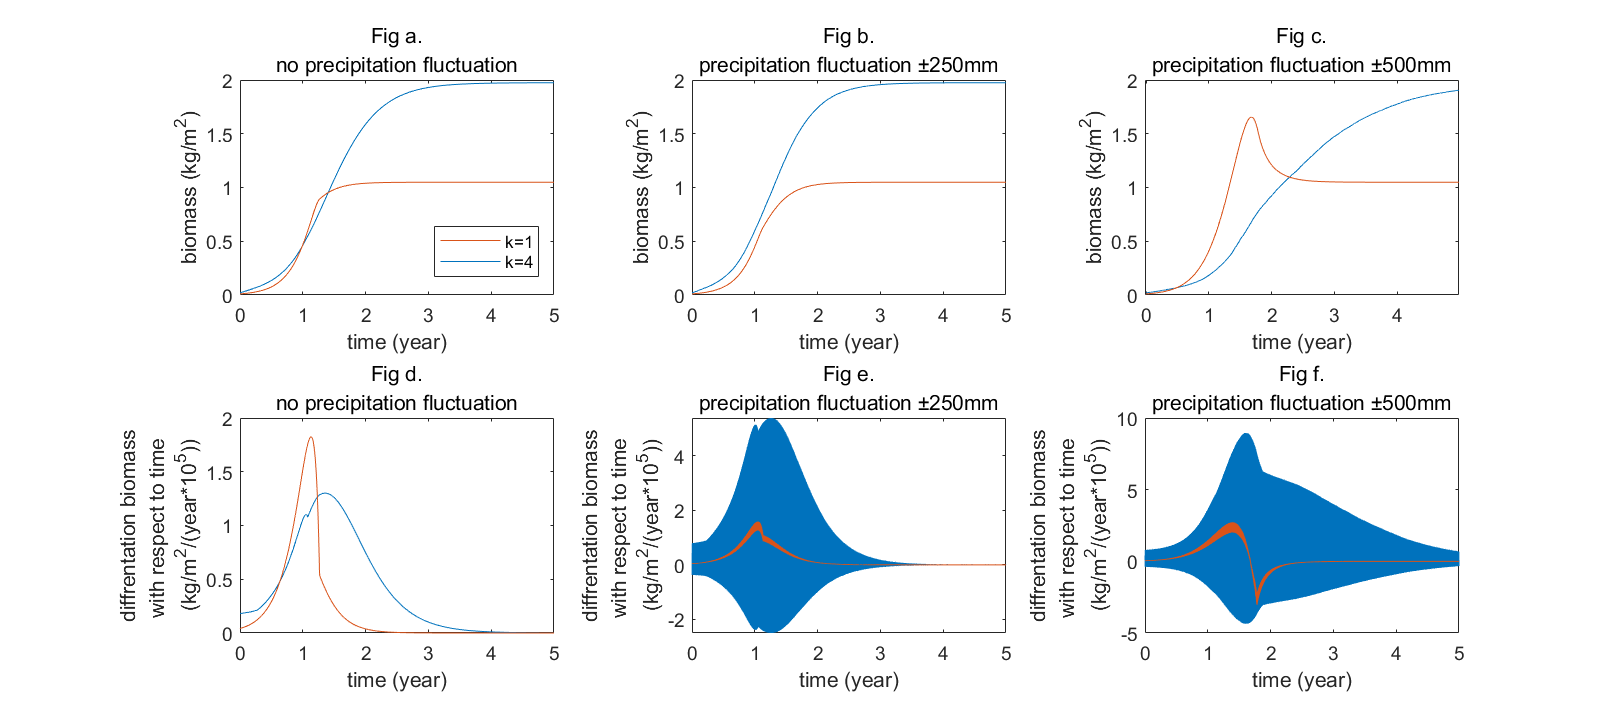 Fig a.
no precipitation fluctuation
2
1.5
1
0.5
0
biomass (kg/m²)
k=1
k=4
0 1 2 3 4 5
time (year)
Fig b.
precipitation fluctuation ±250mm
2
1.5
1
0.5
0
biomass (kg/m²)
0 1 2 3 4 5
time (year)
Fig c.
precipitation fluctuation ±500mm
2
1.5
1
0.5
0
biomass (kg/m²)
0 1 2 3 4
time (year)
Fig d.
no precipitation fluctuation
2
1.5
1
0.5
0
diffrentation biomass
with respect to time
(kg/m²/(year*10⁵))
0 1 2 3 4 5
time (year)
Fig e.
precipitation fluctuation ±250mm
4
2
0
-2
diffrentation biomass
with respect to time
(kg/m²/(year*10⁵))
0 1 2 3 4 5
time (year)
Fig f.
precipitation fluctuation ±500mm
10
5
0
-5
diffrentation biomass
with respect to time
(kg/m²/(year*10⁵))
0 1 2 3 4 5
time (year)